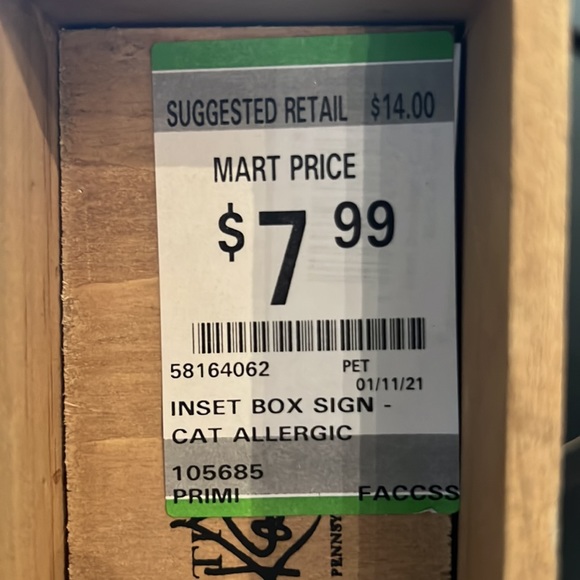 SUGGESTED RETAIL $14.00
MART PRICE
$7 99
58164062 PET
01/11/21
INSET BOX SIGN -
CAT ALLERGIC
105685
PRIMI FACCSS